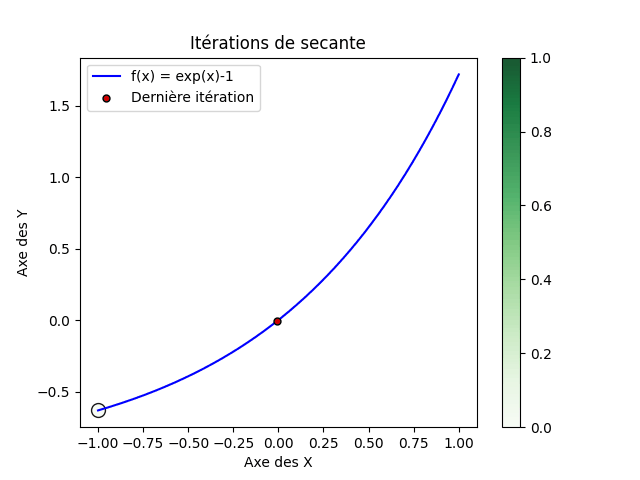 Itérations de secante
f(x) = exp(x)-1
Dernière itération
Axe des Y
1.5
1.0
0.5
0.0
−0.5
−1.00 −0.75 −0.50 −0.25 0.00 0.25 0.50 0.75 1.00
Axe des X
1.0
0.8
0.6
0.4
0.2
0.0